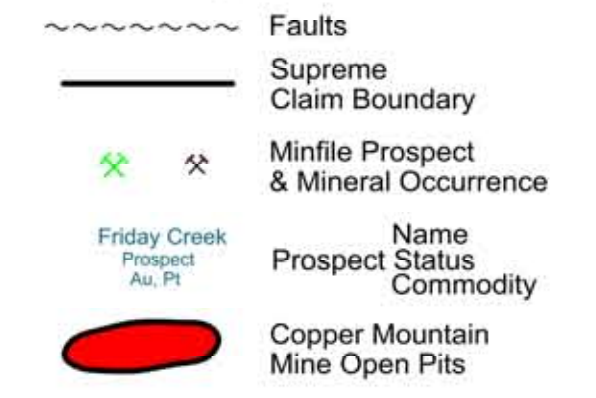 Faults
Supreme
Claim Boundary
Minfile Prospect
& Mineral Occurrence
Friday Creek
Prospect
Au, Pt
Name
Prospect Status
Commodity
Copper Mountain
Mine Open Pits